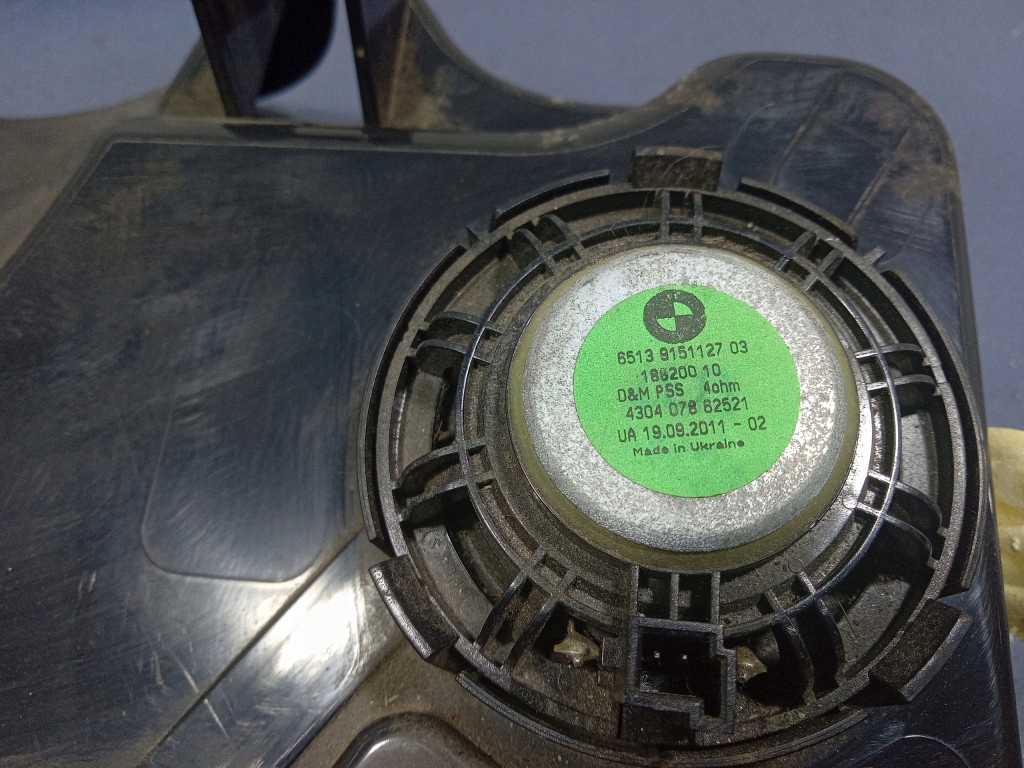 6513 9151127 03
186200 10
D&M PSS 4ohm
4304 078 62521
UA 19.09.2011 - 02
Made in Ukraine